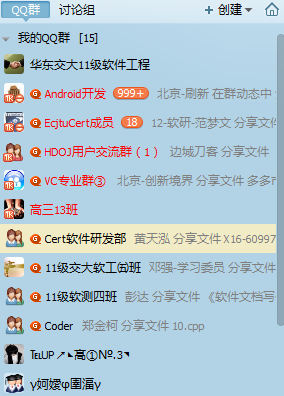 QQ群 讨论组 + 创建
我的QQ群 [15]
华东交大11级软件工程
Android开发 999+ 北京-刷新 在群动态中
EcjtuCert成员 18 12-软研-范梦文 分享文件
HDOJ用户交流群（1） 边城刀客 分享文件
VC专业群③ 北京-创新境界 分享文件 多多
高三13班
Cert软件研发部 黄天泓 分享文件 X16-60997
11级交大软工㈣班 邓强-学习委员 分享文件
11级软测四班 彭达 分享文件 《软件文档写
Coder 郑金柯 分享文件 10.cpp
高①Nº.3